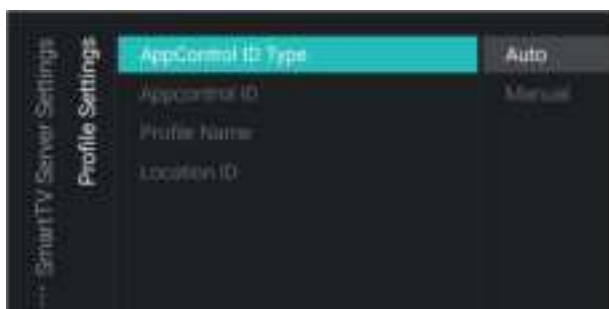 SmartTV Server Settings
Profile Settings
AppControl ID Type
Appcontrol ID
Profile Name
Location ID
Auto
Manual